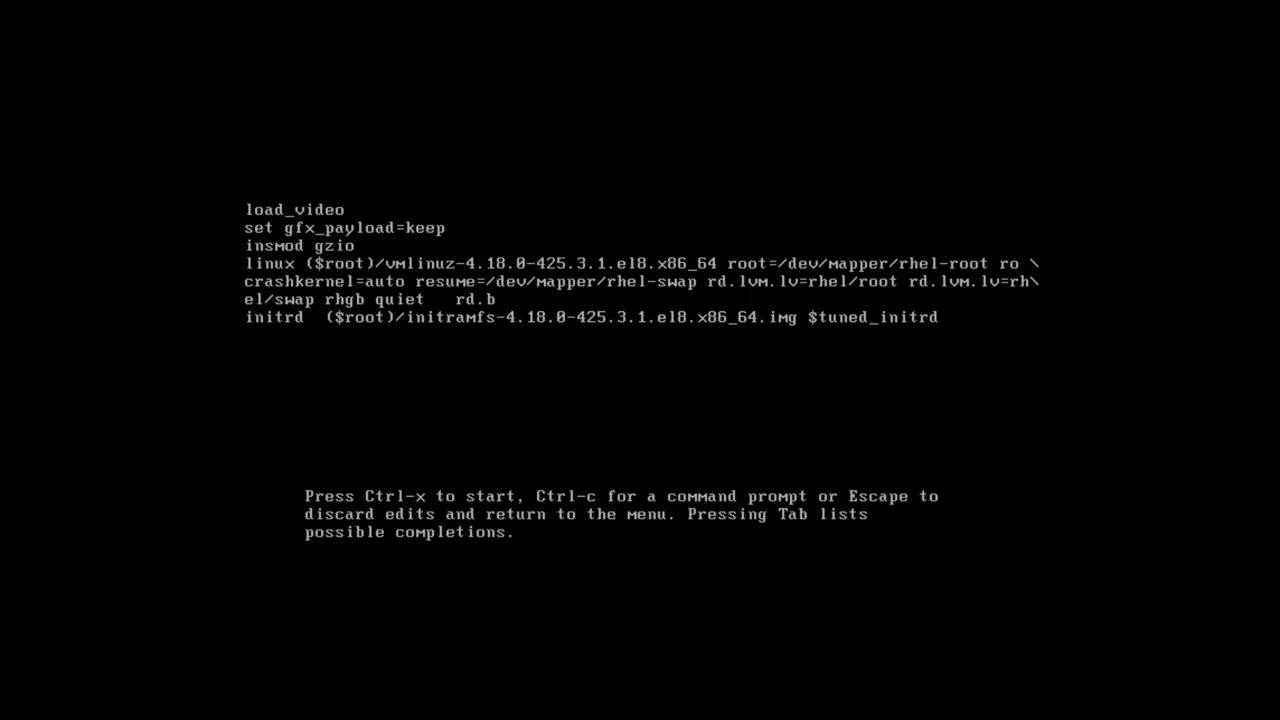 load_video
set gfx_payload=keep
insmod gzio
linux ($root)/vmlinuz-4.18.0-425.3.1.el8.x86_64 root=/dev/mapper/rhel-root ro \
crashkernel=auto resume=/dev/mapper/rhel-swap rd.lvm.lv=rhel/root rd.lvm.lv=rh\
el/swap rhgb quiet   rd.b
initrd  ($root)/initramfs-4.18.0-425.3.1.el8.x86_64.img $tuned_initrd
Press Ctrl-x to start, Ctrl-c for a command prompt or Escape to
discard edits and return to the menu. Pressing Tab lists
possible completions.